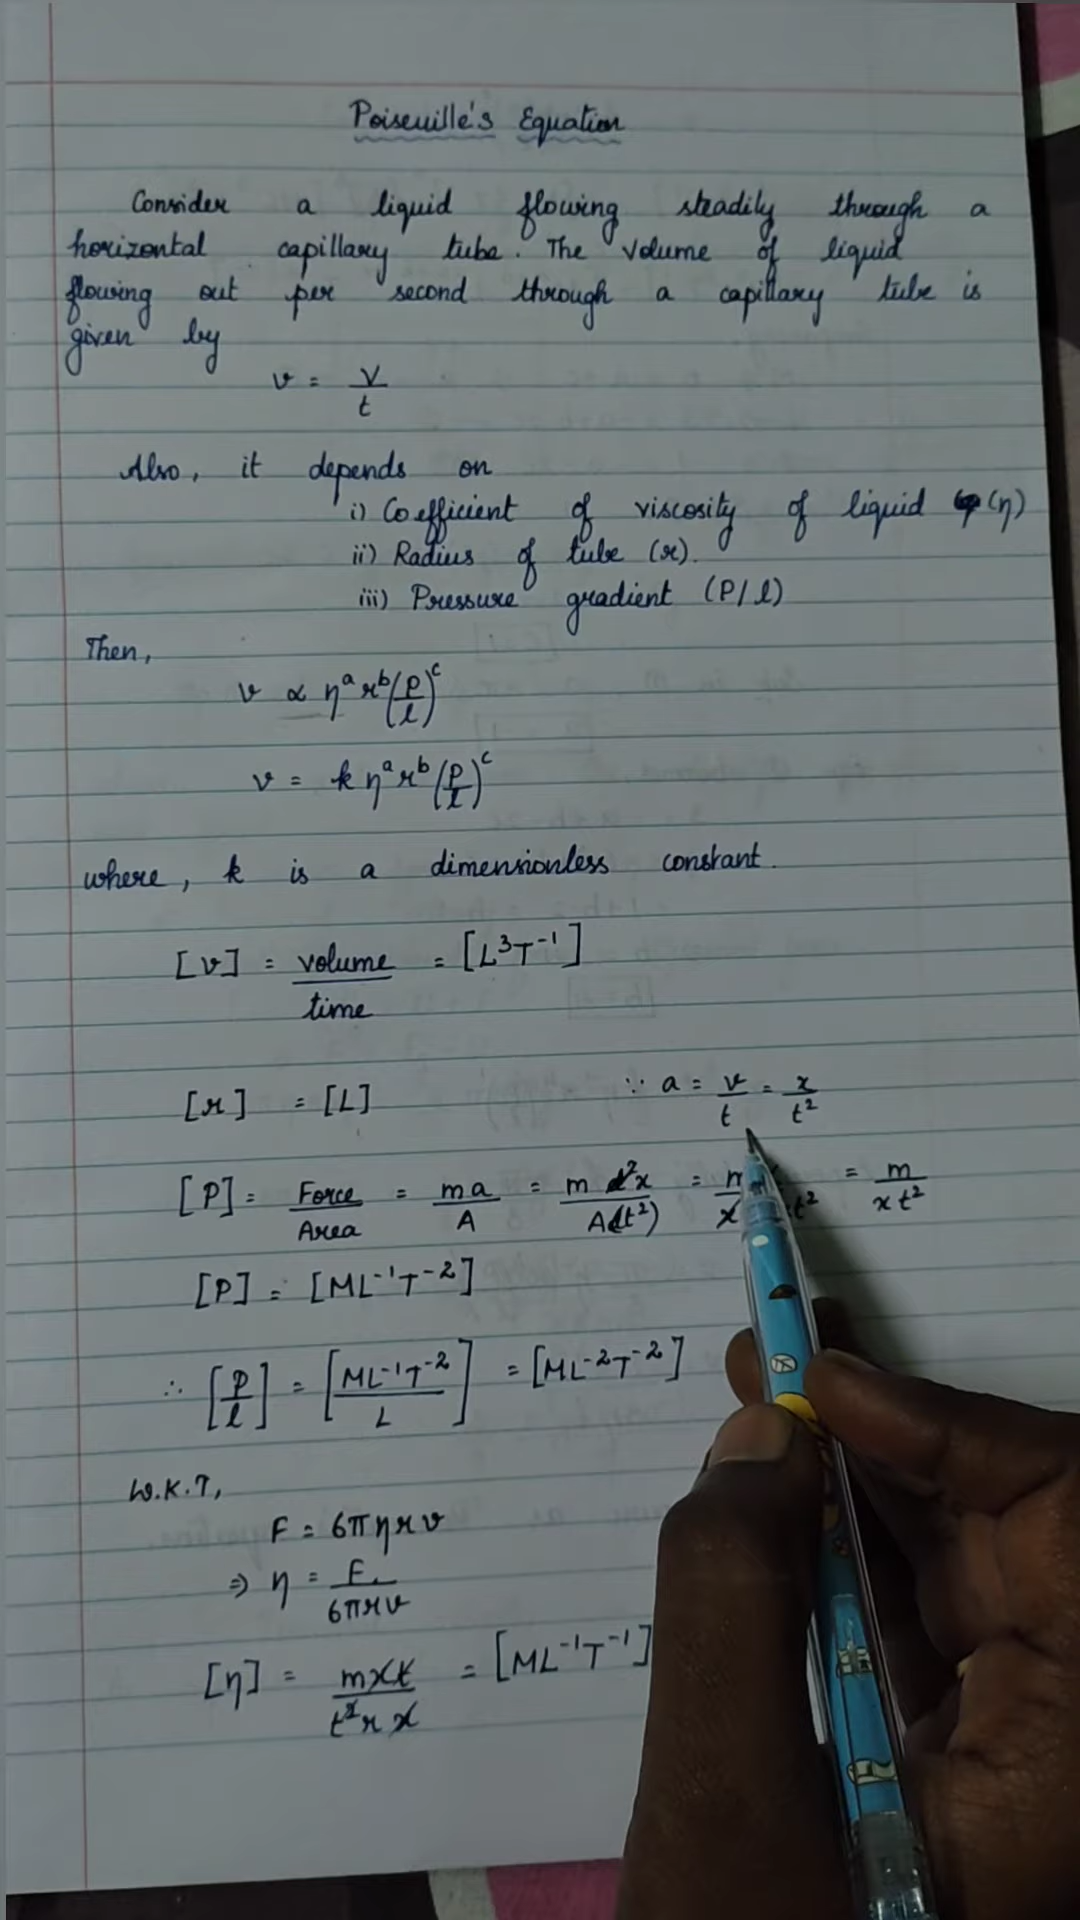 Poiseuille's Equation
Consider a liquid flowing steadily through a
horizontal capillary tube. The volume of liquid
flowing out per second through a capillary tube is
given by
v = V/t
Also, it depends on
i) Coefficient of viscosity of liquid (η)
ii) Radius of tube (r).
iii) Pressure gradient (P/l)
Then,
v ∝ η^a r^b (P/l)^c
v = k η^a r^b (P/l)^c
where, k is a dimensionless constant.
[v] = volume/time = [L³T⁻¹]
[r] = [L] ∵ a = v/t = x/t²
[P] = Force/Area = ma/A = m d²x/A(dt²) = = m/xt²
[P] = [ML⁻¹T⁻²]
∴ [P/l] = [ML⁻¹T⁻²/L] = [ML⁻²T⁻²]
W.K.T,
F = 6πηrv
⇒ η = F/6πrv
[η] = mxt/t²rx = [ML⁻¹T⁻¹]